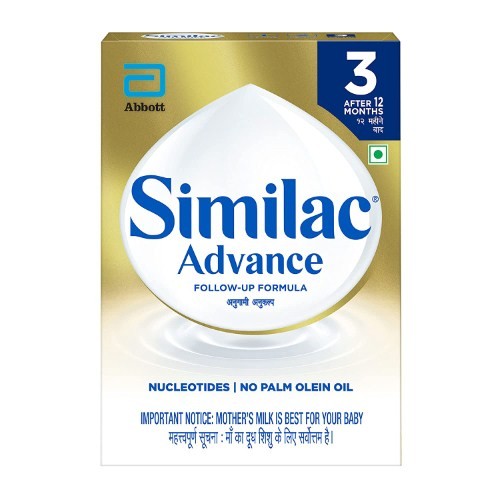 Abbott
3
AFTER 12
MONTHS
१२ महीने
बाद
Similac®
Advance
FOLLOW-UP FORMULA
अनुगामी अनुकल्प
NUCLEOTIDES | NO PALM OLEIN OIL
IMPORTANT NOTICE: MOTHER'S MILK IS BEST FOR YOUR BABY
महत्त्वपूर्ण सूचना : माँ का दूध शिशु के लिए सर्वोत्तम है।